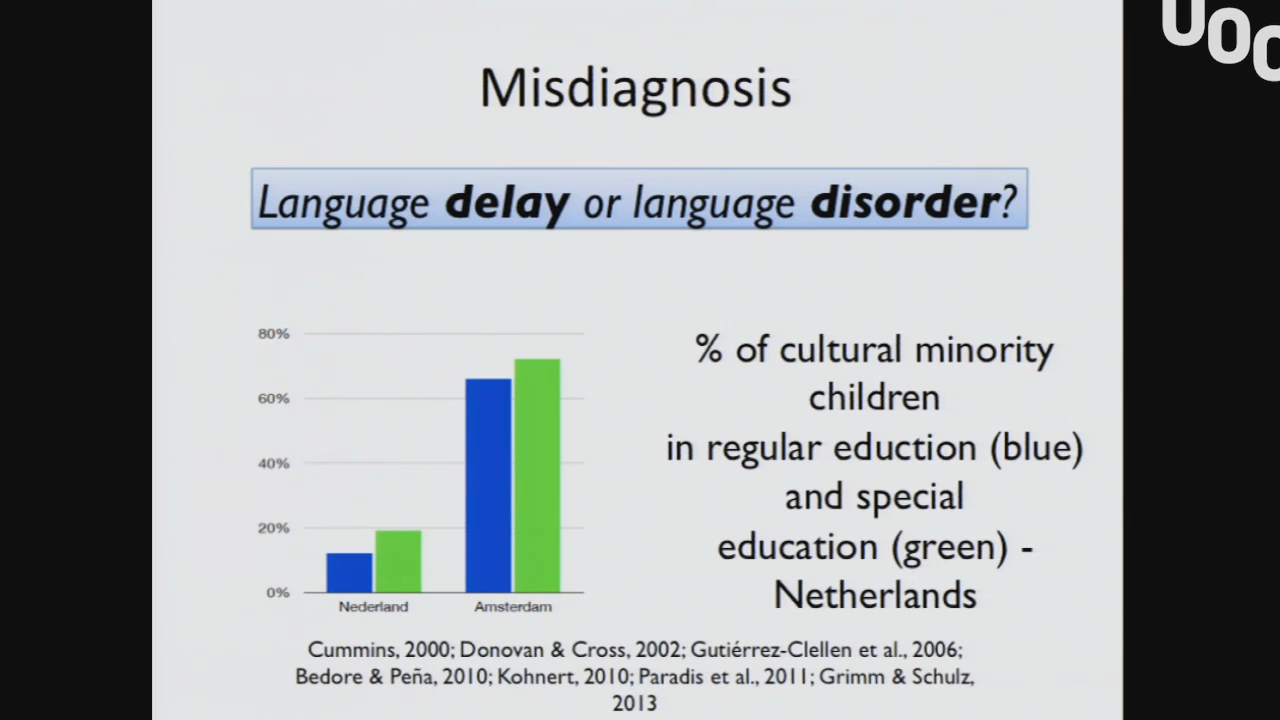 UOC
Misdiagnosis
Language delay or language disorder?
80%
60%
40%
20%
0%
Nederland
Amsterdam
% of cultural minority
children
in regular eduction (blue)
and special
education (green) -
Netherlands
Cummins, 2000; Donovan & Cross, 2002; Gutiérrez-Clellen et al., 2006;
Bedore & Peña, 2010; Kohnert, 2010; Paradis et al., 2011; Grimm & Schulz,
2013